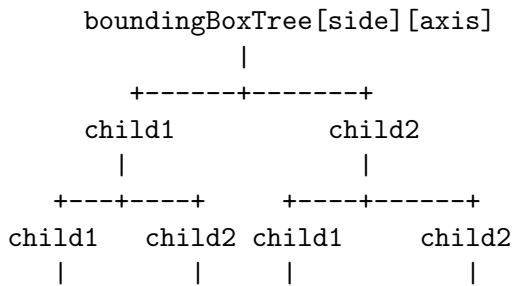 boundingBoxTree[side][axis]
|
+------+-------+
child1 child2
| |
+---+----+ +----+------+
child1 child2 child1 child2
| | | |